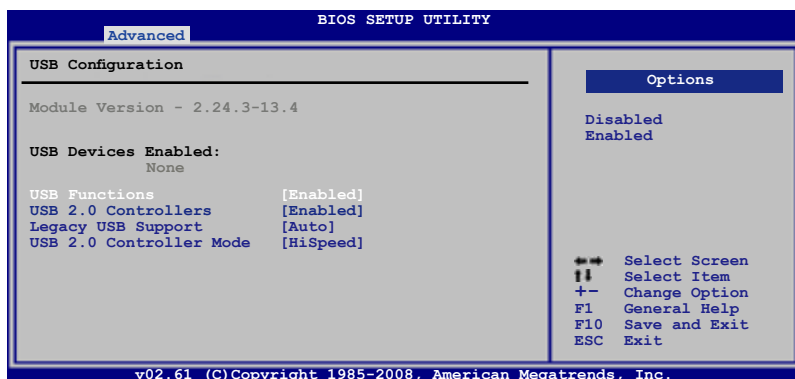 BIOS SETUP UTILITY
Advanced
USB Configuration
Module Version - 2.24.3-13.4
USB Devices Enabled:
None
USB Functions [Enabled]
USB 2.0 Controllers [Enabled]
Legacy USB Support [Auto]
USB 2.0 Controller Mode [HiSpeed]
Options
Disabled
Enabled
←→ Select Screen
↑↓ Select Item
+- Change Option
F1 General Help
F10 Save and Exit
ESC Exit
v02.61 (C)Copyright 1985-2008, American Megatrends, Inc.